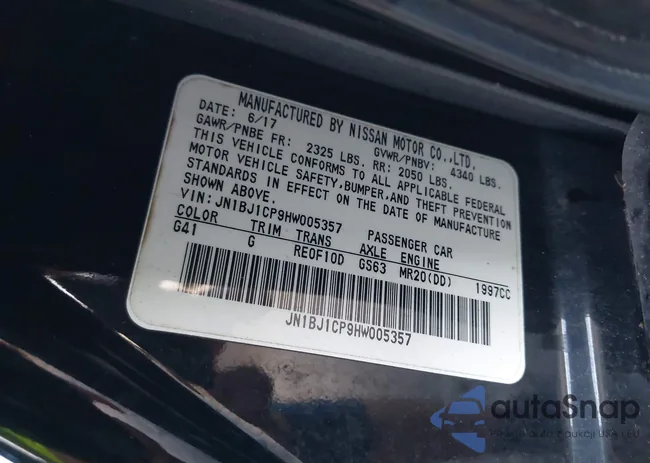 MANUFACTURED BY NISSAN MOTOR CO.,LTD.
DATE: 6/17 GVWR/PNBV: 4340 LBS.
GAWR/PNBE FR: 2325 LBS. RR: 2050 LBS.
THIS VEHICLE CONFORMS TO ALL APPLICABLE FEDERAL
MOTOR VEHICLE SAFETY,BUMPER,AND THEFT PREVENTION
STANDARDS IN EFFECT ON THE DATE OF MANUFACTURE
SHOWN ABOVE.
VIN: JN1BJ1CP9HW005357 PASSENGER CAR
COLOR TRIM TRANS AXLE ENGINE
G41 G RE0F10D GS63 MR20(DD) 1997CC
JN1BJ1CP9HW005357
autoSnap